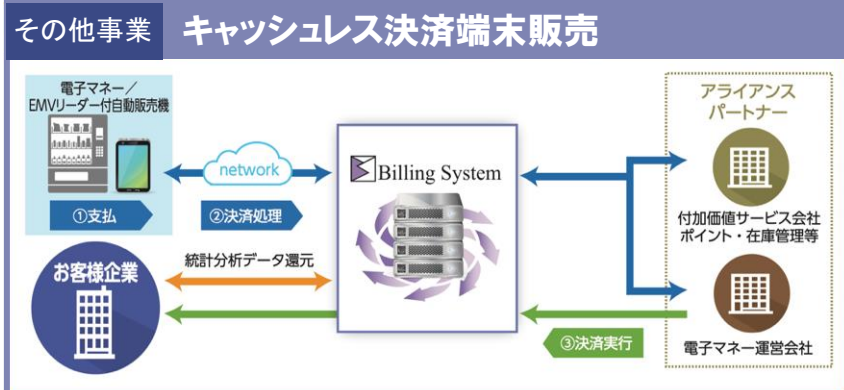 その他事業
キャッシュレス決済端末販売
電子マネー／
EMVリーダー付自動販売機
①支払
network
②決済処理
Billing System
アライアンス
パートナー
付加価値サービス会社
ポイント・在庫管理等
お客様企業
統計分析データ還元
③決済実行
電子マネー運営会社